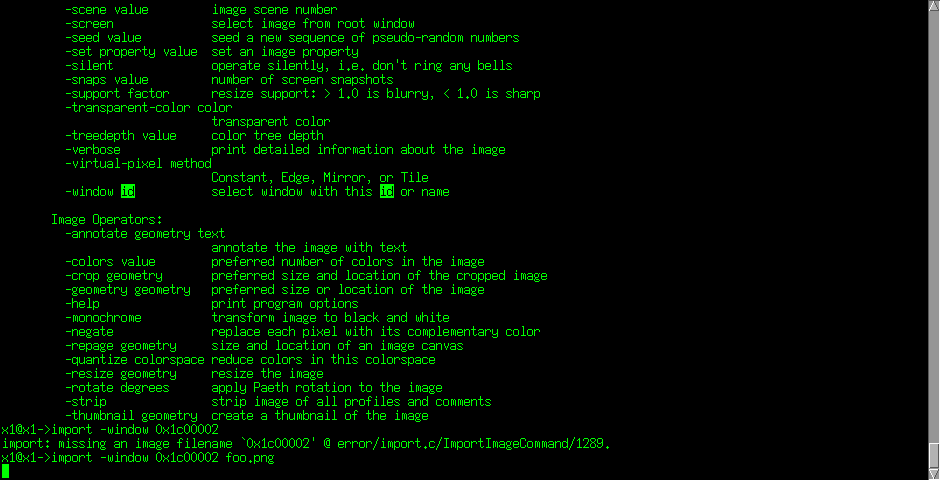 -scene value image scene number
-screen select image from root window
-seed value seed a new sequence of pseudo-random numbers
-set property value set an image property
-silent operate silently, i.e. don't ring any bells
-snaps value number of screen snapshots
-support factor resize support: > 1.0 is blurry, < 1.0 is sharp
-transparent-color color
transparent color
-treedepth value color tree depth
-verbose print detailed information about the image
-virtual-pixel method
Constant, Edge, Mirror, or Tile
-window id select window with this id or name
Image Operators:
-annotate geometry text
annotate the image with text
-colors value preferred number of colors in the image
-crop geometry preferred size and location of the cropped image
-geometry geometry preferred size or location of the image
-help print program options
-monochrome transform image to black and white
-negate replace each pixel with its complementary color
-repage geometry size and location of an image canvas
-quantize colorspace reduce colors in this colorspace
-resize geometry resize the image
-rotate degrees apply Paeth rotation to the image
-strip strip image of all profiles and comments
-thumbnail geometry create a thumbnail of the image
x1@x1->import -window 0x1c00002
import: missing an image filename `0x1c00002' @ error/import.c/ImportImageCommand/1289.
x1@x1->import -window 0x1c00002 foo.png